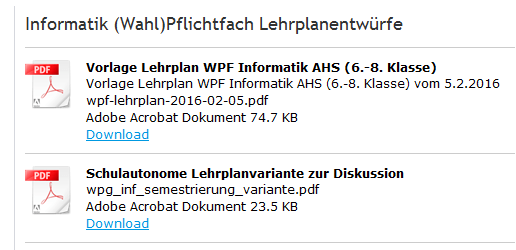 Informatik (Wahl)Pflichtfach Lehrplanentwürfe
PDF
Adobe
Vorlage Lehrplan WPF Informatik AHS (6.-8. Klasse)
Vorlage Lehrplan WPF Informatik AHS (6.-8. Klasse) vom 5.2.2016
wpf-lehrplan-2016-02-05.pdf
Adobe Acrobat Dokument 74.7 KB
Download
PDF
Adobe
Schulautonome Lehrplanvariante zur Diskussion
wpg_inf_semestrierung_variante.pdf
Adobe Acrobat Dokument 23.5 KB
Download